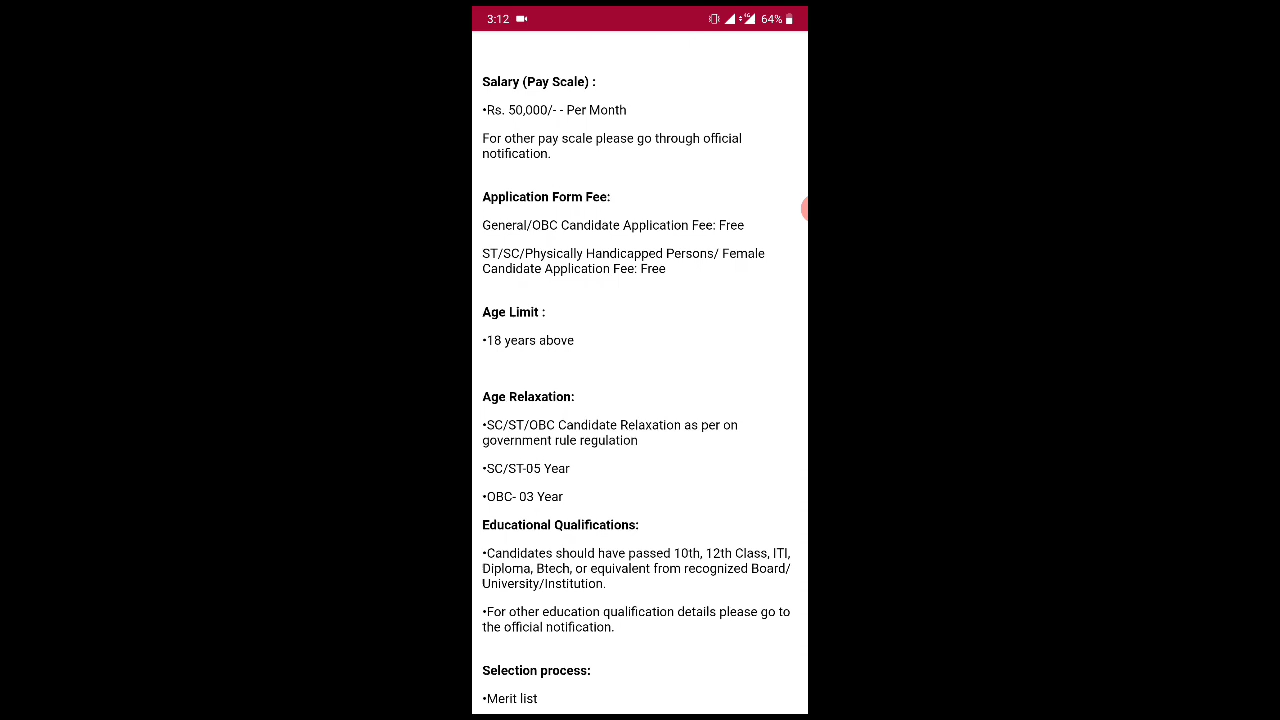 3:12 4G 64%
Salary (Pay Scale) :
•Rs. 50,000/- - Per Month
For other pay scale please go through official
notification.
Application Form Fee:
General/OBC Candidate Application Fee: Free
ST/SC/Physically Handicapped Persons/ Female
Candidate Application Fee: Free
Age Limit :
•18 years above
Age Relaxation:
•SC/ST/OBC Candidate Relaxation as per on
government rule regulation
•SC/ST-05 Year
•OBC- 03 Year
Educational Qualifications:
•Candidates should have passed 10th, 12th Class, ITI,
Diploma, Btech, or equivalent from recognized Board/
University/Institution.
•For other education qualification details please go to
the official notification.
Selection process:
•Merit list